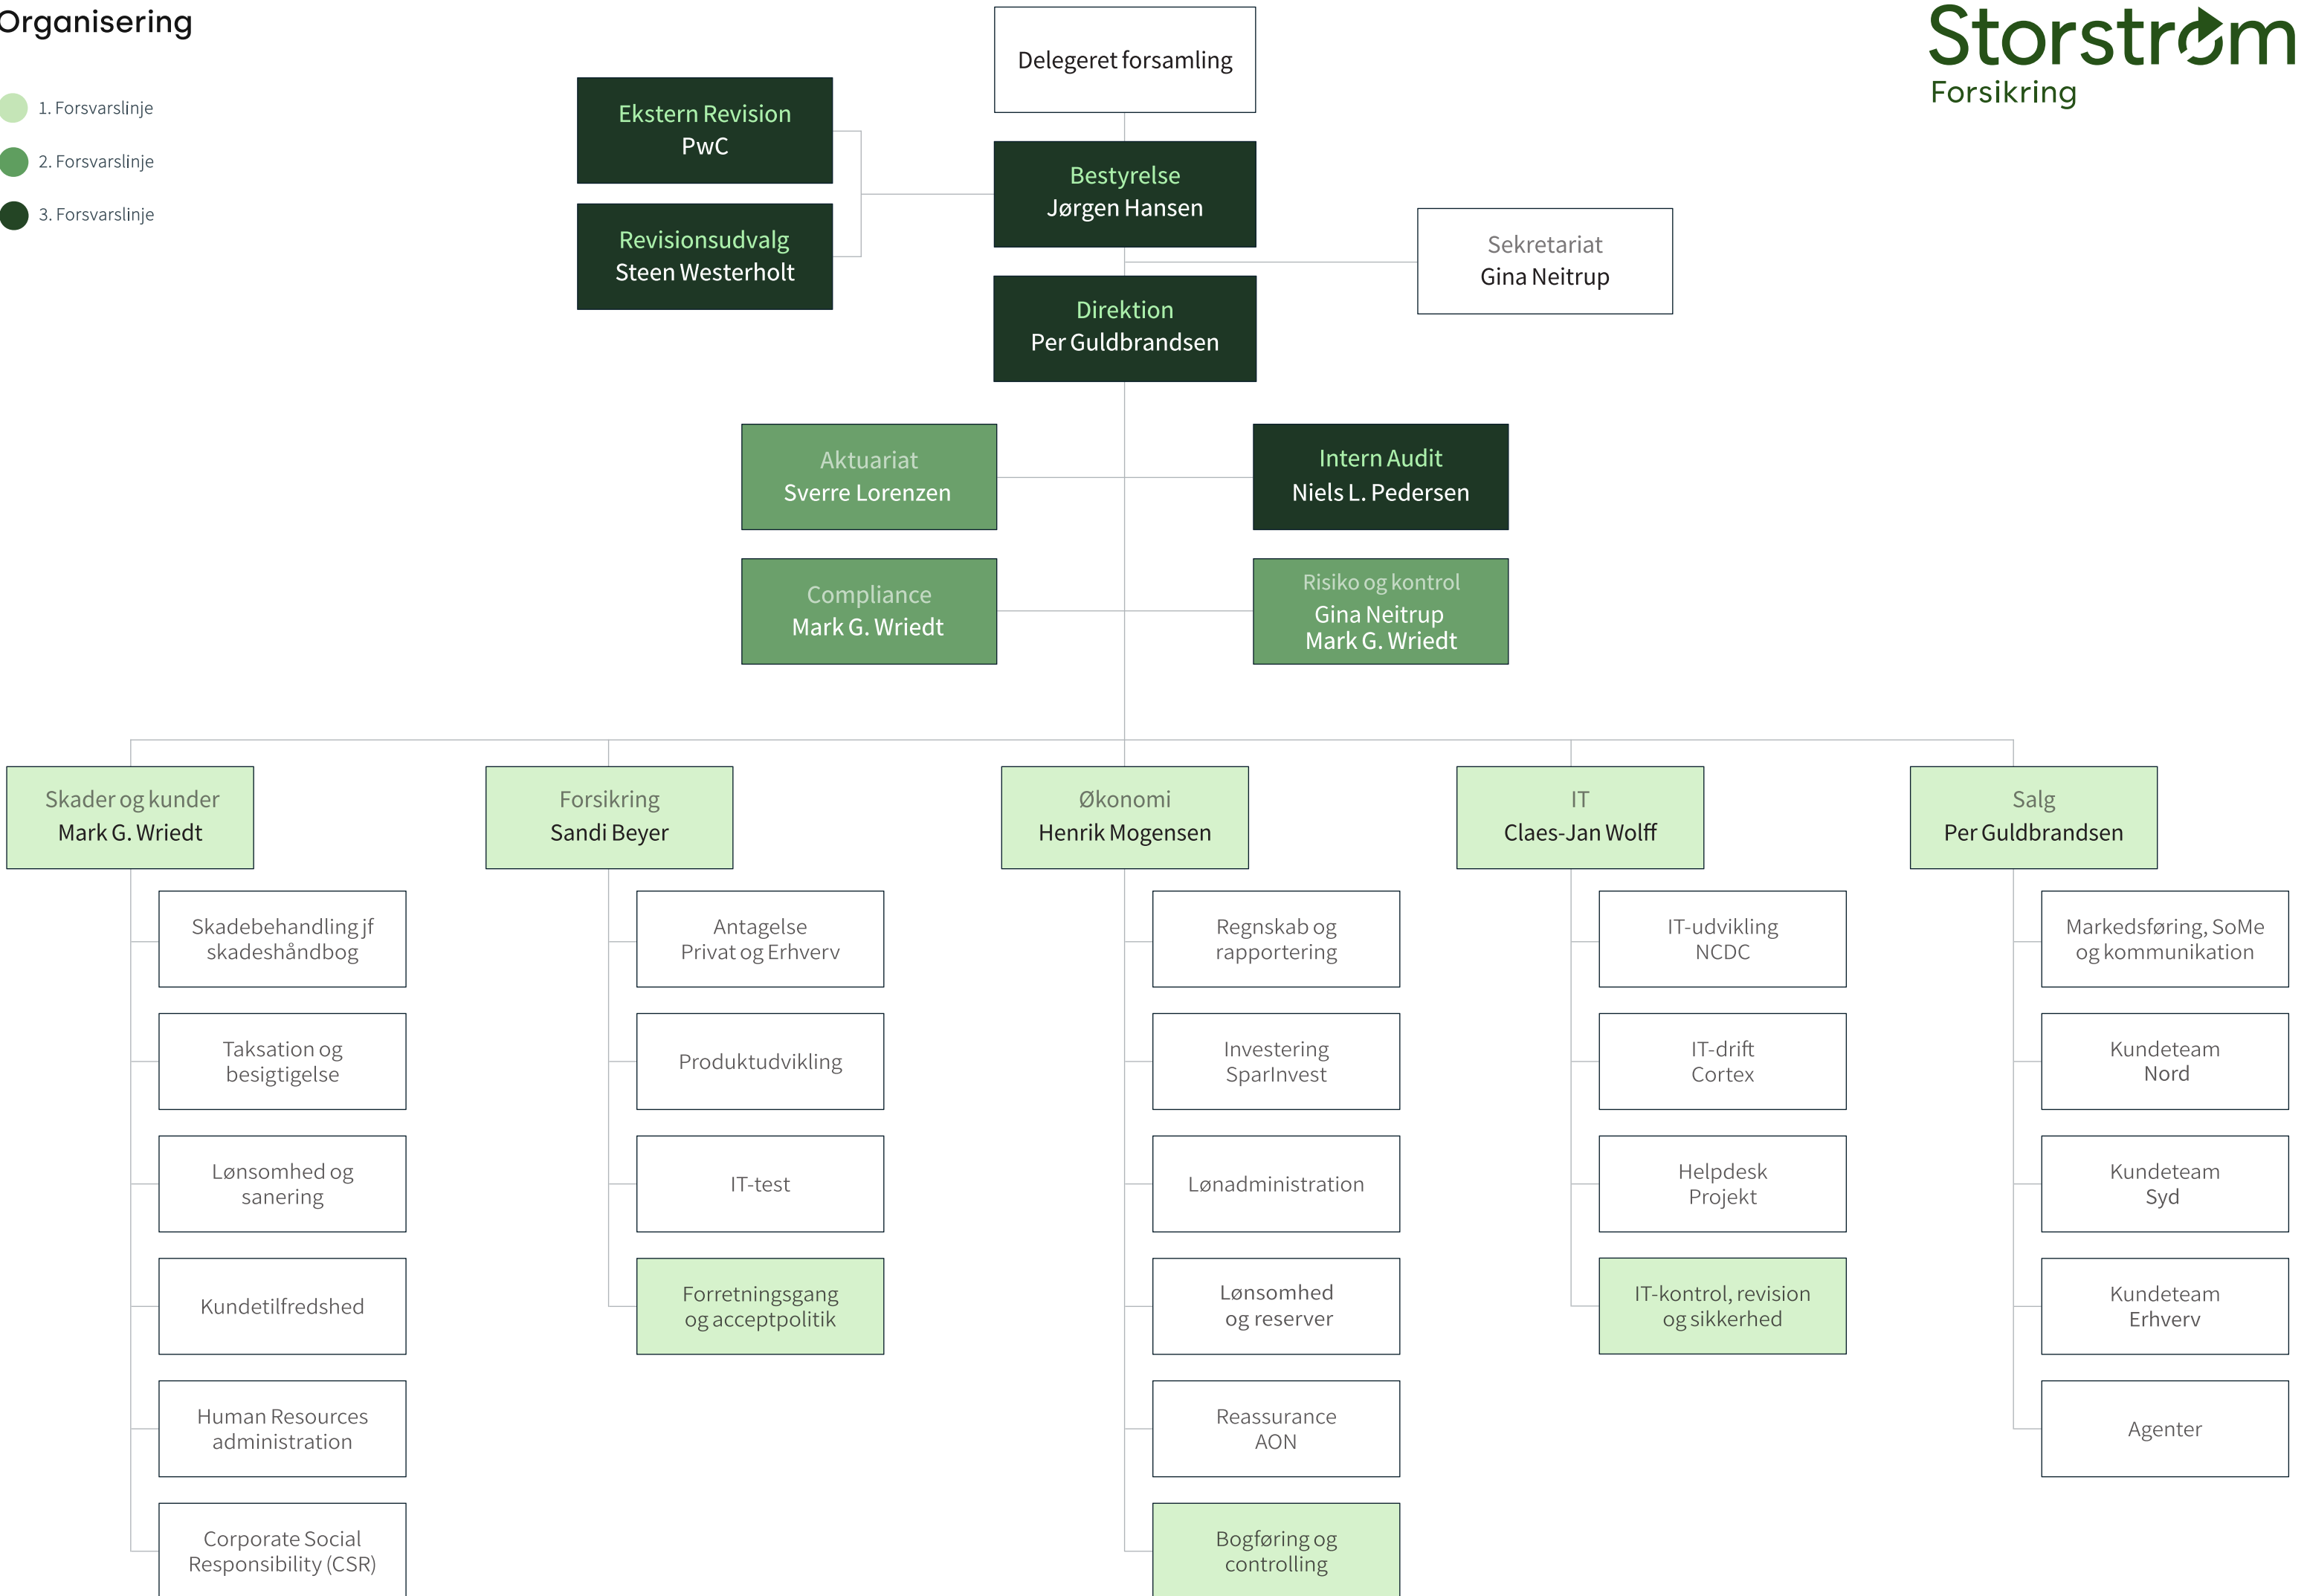 Organisering
1. Forsvarslinje
2. Forsvarslinje
3. Forsvarslinje
Storstrøm
Forsikring
Delegeret forsamling
Ekstern Revision
PwC
Bestyrelse
Jørgen Hansen
Revisionsudvalg
Steen Westerholt
Sekretariat
Gina Neitrup
Direktion
Per Guldbrandsen
Aktuariat
Sverre Lorenzen
Intern Audit
Niels L. Pedersen
Compliance
Mark G. Wriedt
Risiko og kontrol
Gina Neitrup
Mark G. Wriedt
Skader og kunder
Mark G. Wriedt
Skadebehandling jf
skadeshåndbog
Taksation og
besigtigelse
Lønsomhed og
sanering
Kundetilfredshed
Human Resources
administration
Corporate Social
Responsibility (CSR)
Forsikring
Sandi Beyer
Antagelse
Privat og Erhverv
Produktudvikling
IT-test
Forretningsgang
og acceptpolitik
Økonomi
Henrik Mogensen
Regnskab og
rapportering
Investering
SparInvest
Lønadministration
Lønsomhed
og reserver
Reassurance
AON
Bogføring og
controlling
IT
Claes-Jan Wolff
IT-udvikling
NCDC
IT-drift
Cortex
Helpdesk
Projekt
IT-kontrol, revision
og sikkerhed
Salg
Per Guldbrandsen
Markedsføring, SoMe
og kommunikation
Kundeteam
Nord
Kundeteam
Syd
Kundeteam
Erhverv
Agenter